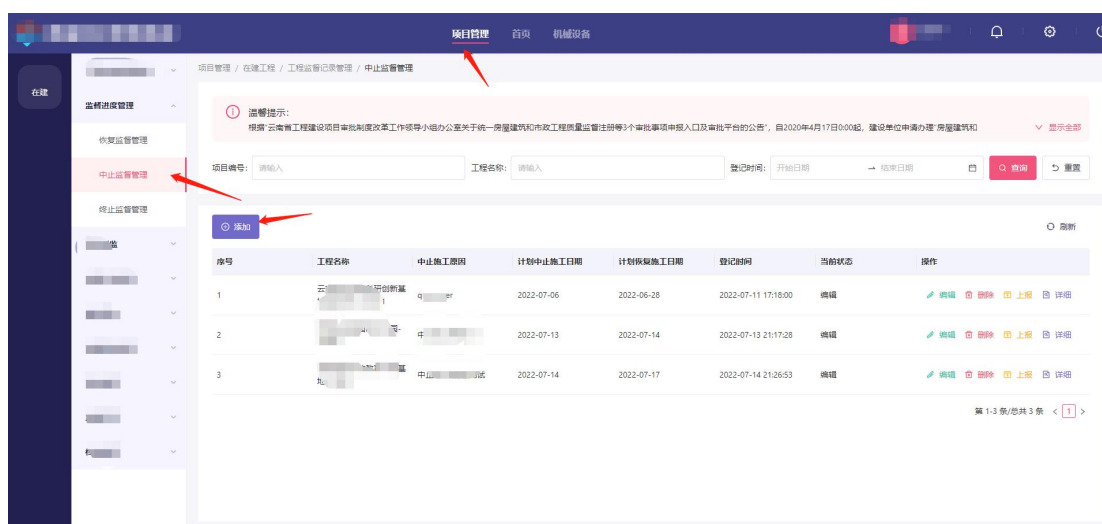 项目管理 首页 机械设备
在建
项目管理 / 在建工程 / 工程监督记录管理 / 中止监督管理
监督进度管理
恢复监督管理
中止监督管理
终止监督管理
监
温馨提示:
根据"云南省工程建设项目审批制度改革工作领导小组办公室关于统一房屋建筑和市政工程质量监督注册等3个审批事项申报入口及审批平台的公告", 自2020年4月17日0:00起, 建设单位申请办理"房屋建筑和 显示全部
项目编号: 请输入 工程名称: 请输入 登记时间: 开始日期 → 结束日期 查询 重置
添加 刷新
序号 工程名称 中止施工原因 计划中止施工日期 计划恢复施工日期 登记时间 当前状态 操作
1 研创新基 2022-07-06 2022-06-28 2022-07-11 17:18:00 编辑 编辑 删除 上报 详细
2 2022-07-13 2022-07-14 2022-07-13 21:17:28 编辑 编辑 删除 上报 详细
3 基 2022-07-14 2022-07-17 2022-07-14 21:26:53 编辑 编辑 删除 上报 详细
第 1-3 条/总共 3 条 < 1 >